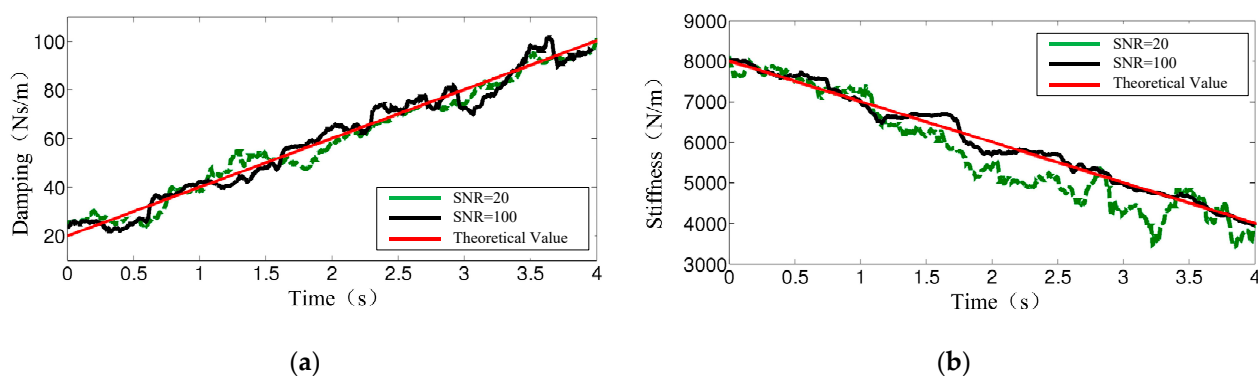 100
80
60
40
20
0 0.5 1 1.5 2 2.5 3 3.5 4
Damping（Ns/m）
Time（s）
SNR=20
SNR=100
Theoretical Value
(a)
9000
8000
7000
6000
5000
4000
3000
0 0.5 1 1.5 2 2.5 3 3.5 4
Stiffness（N/m）
Time（s）
SNR=20
SNR=100
Theoretical Value
(b)